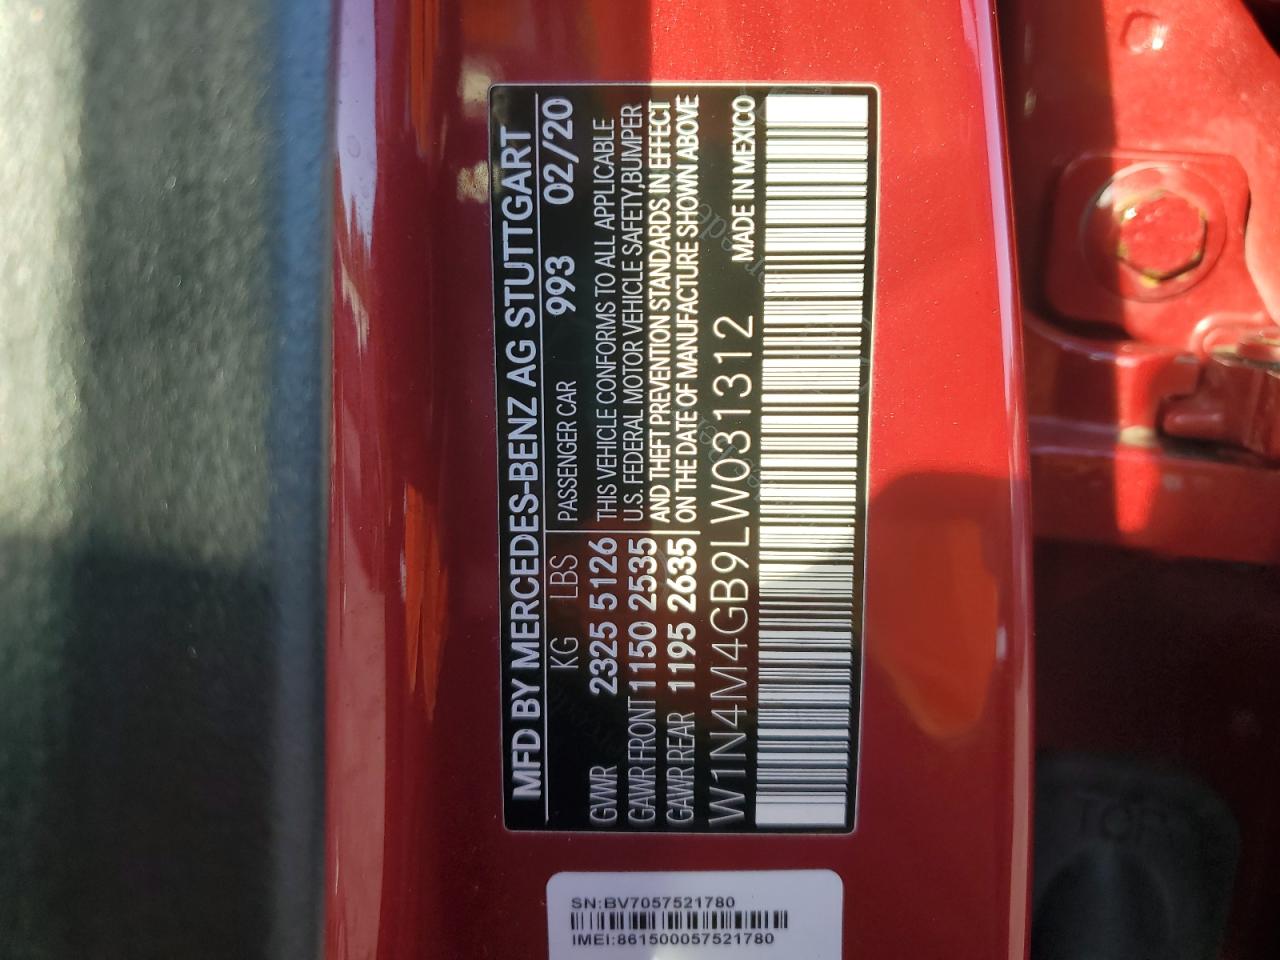 MFD BY MERCEDES-BENZ AG STUTTGART
KG LBS PASSENGER CAR 993 02/20
GVWR 2325 5126 THIS VEHICLE CONFORMS TO ALL APPLICABLE
GAWR FRONT 1150 2535 U.S. FEDERAL MOTOR VEHICLE SAFETY,BUMPER
GAWR REAR 1195 2635 AND THEFT PREVENTION STANDARDS IN EFFECT
ON THE DATE OF MANUFACTURE SHOWN ABOVE
W1N4M4GB9LW031312 MADE IN MEXICO
SN:BV7057521780
IMEI:861500057521780